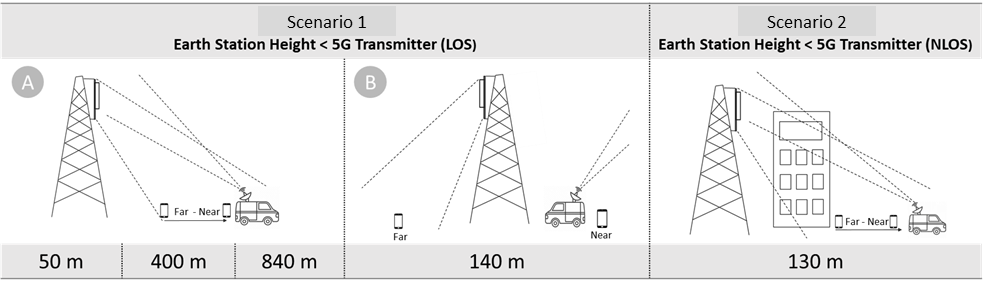 Scenario 1
Earth Station Height < 5G Transmitter (LOS)
Scenario 2
Earth Station Height < 5G Transmitter (NLOS)
A
Far - Near
B
Far
Near
Far - Near
50 m
400 m
840 m
140 m
130 m